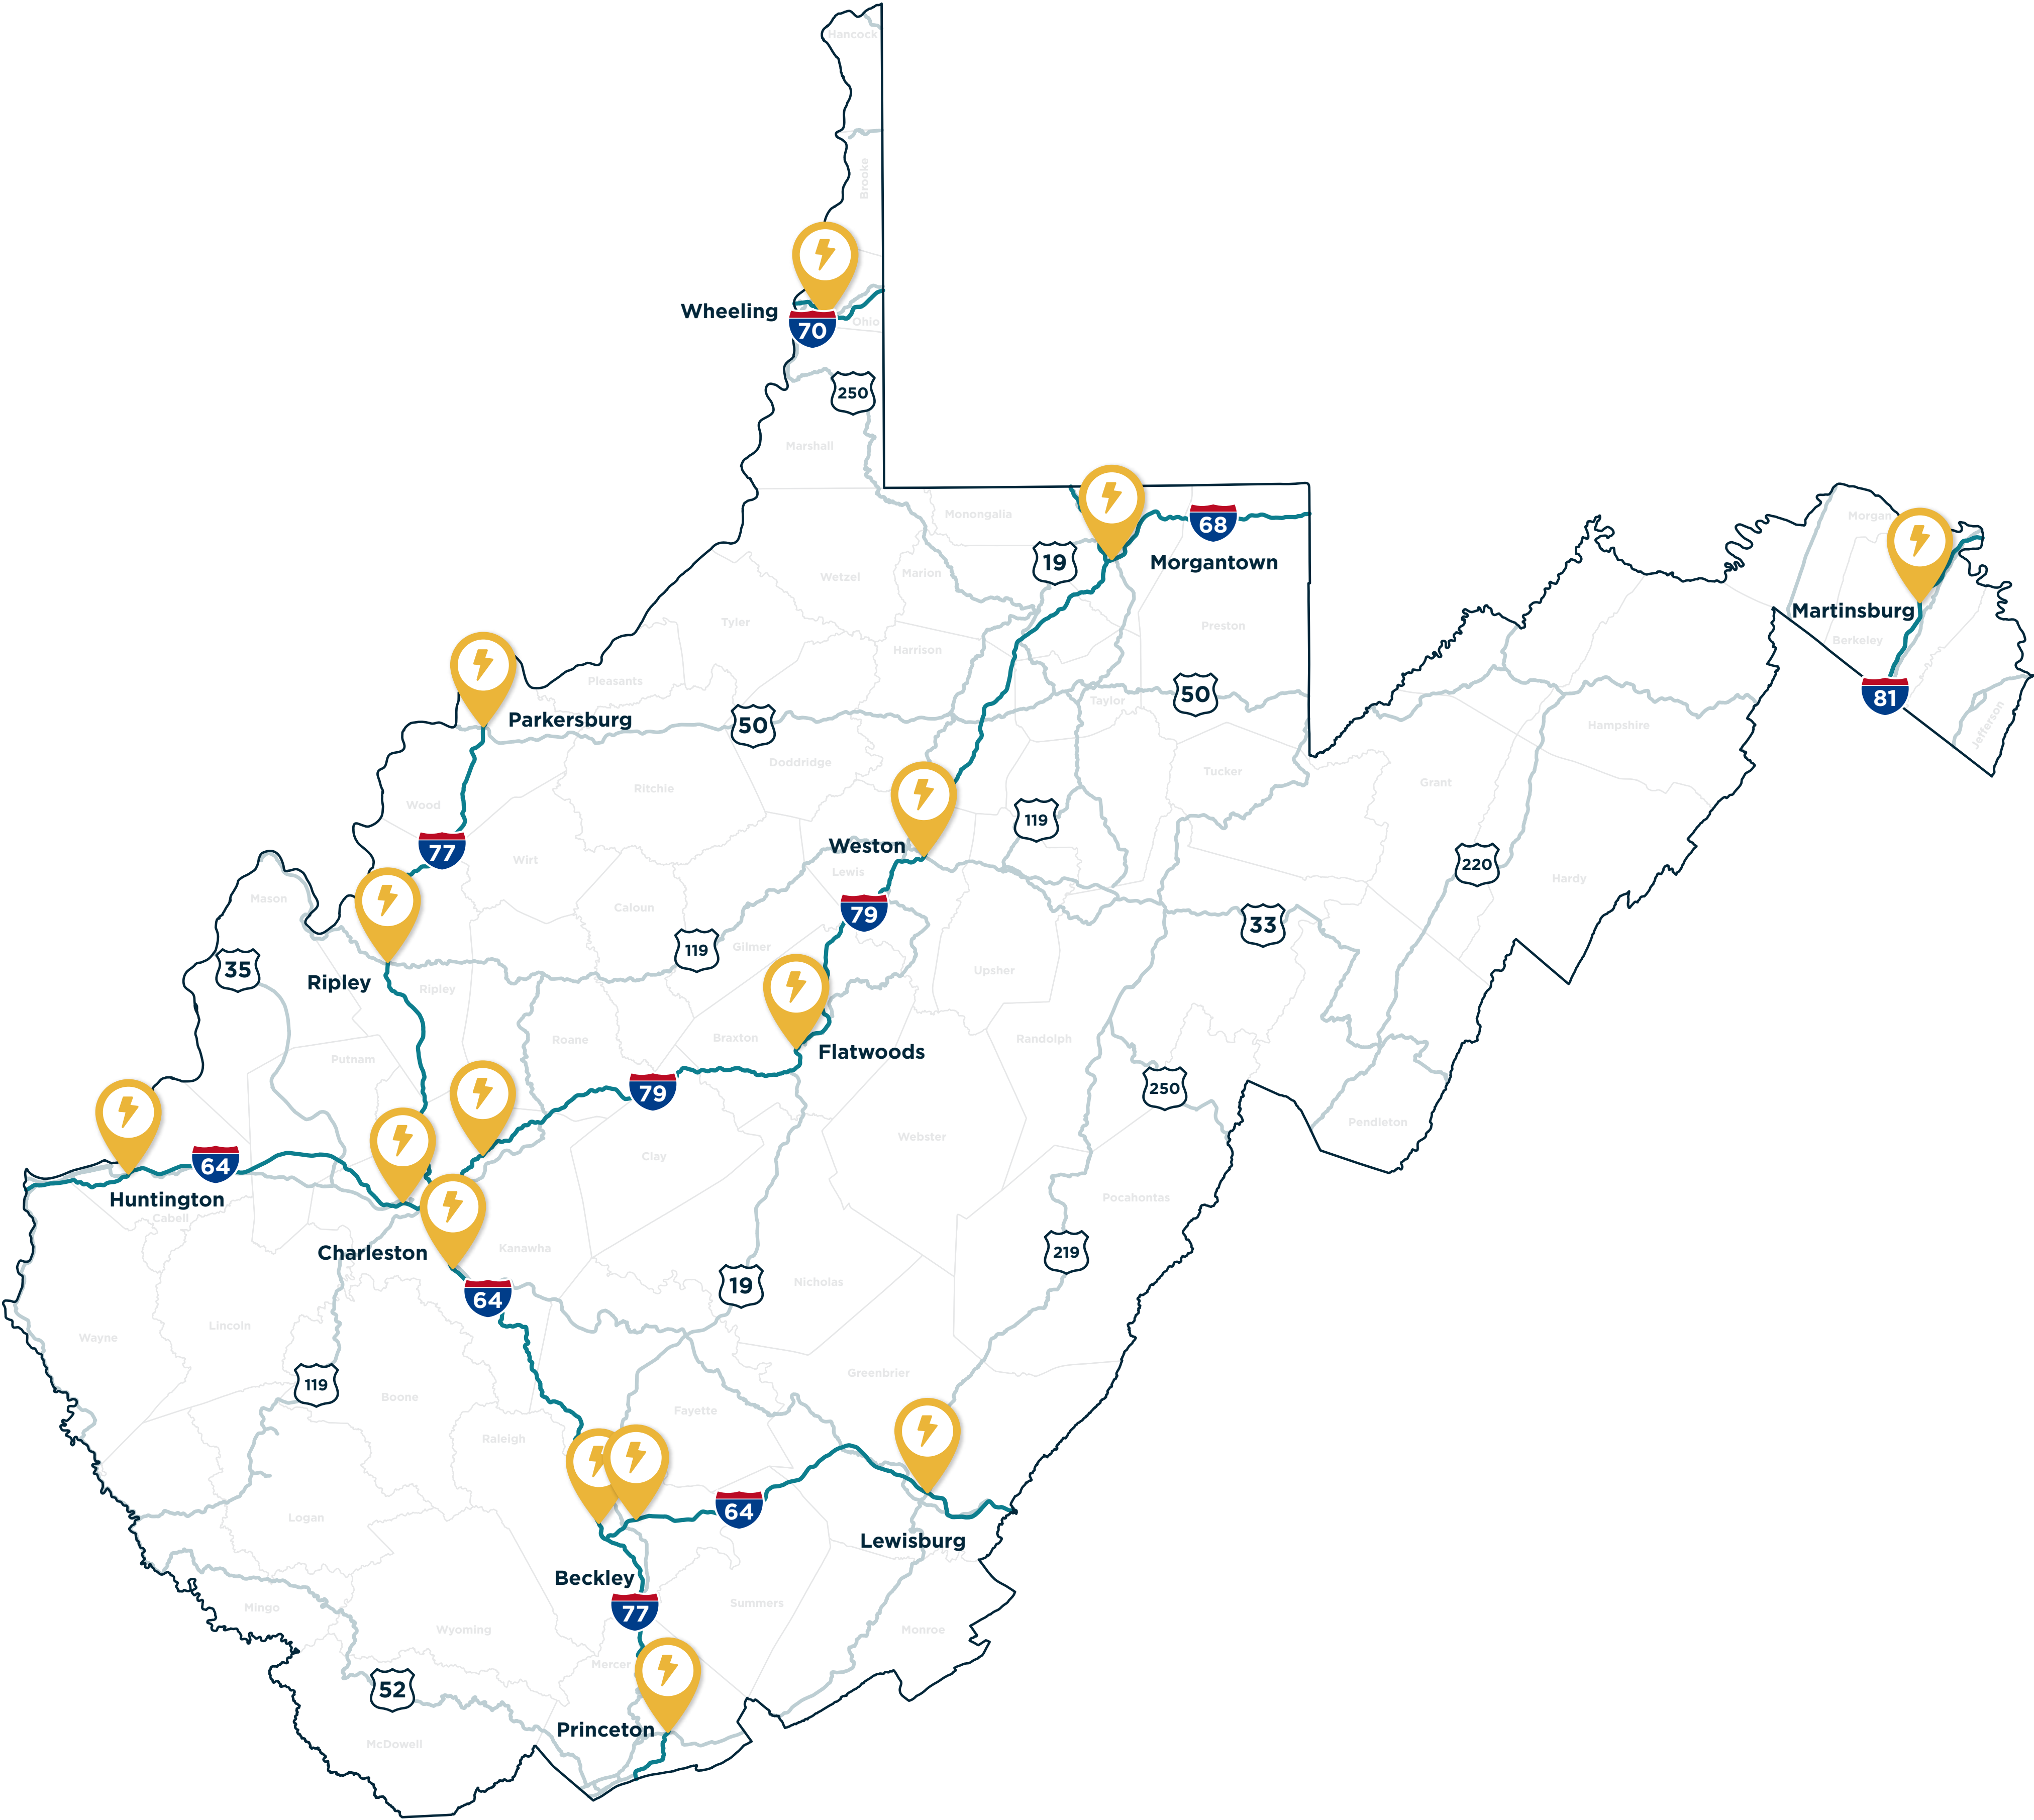 Hancock
Brooke
Wheeling
70
Ohio
250
Marshall
Monongalia
68
19
Morgantown
Morgan
Martinsburg
Berkeley
81
Jefferson
Wetzel
Marion
Tyler
Preston
Harrison
Pleasants
50
Taylor
Parkersburg
50
Hampshire
Doddridge
Tucker
Grant
Ritchie
Wood
119
77
Weston
Wirt
Lewis
220
Hardy
Mason
Caloun
79
33
119
Gilmer
35
Upsher
Ripley
Ripley
Braxton
Roane
Randolph
Flatwoods
Putnam
79
250
Pendleton
Webster
Clay
64
Huntington
Cabell
Pocahontas
Charleston
Kanawha
219
Nicholas
19
64
Lincoln
Wayne
Greenbrier
119
Boone
Fayette
Raleigh
64
Logan
Lewisburg
Beckley
Summers
Mingo
77
Wyoming
Monroe
Mercer
52
Princeton
McDowell